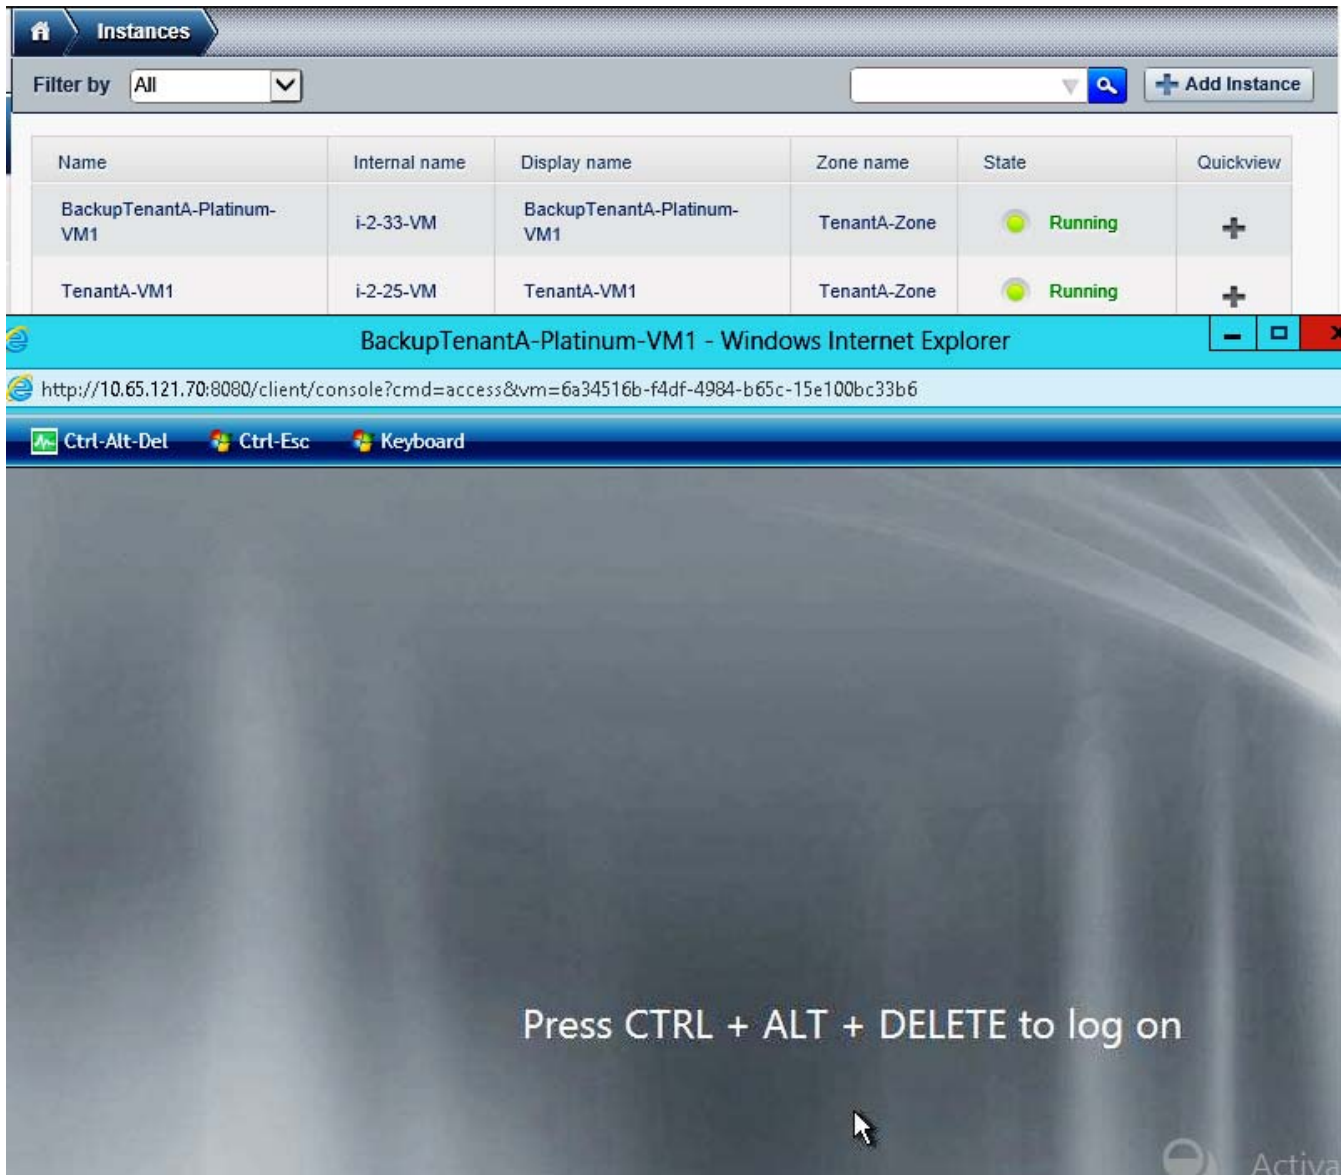 Instances
Filter by All
Add Instance
Name Internal name Display name Zone name State Quickview
BackupTenantA-Platinum-
VM1
i-2-33-VM
BackupTenantA-Platinum-
VM1
TenantA-Zone Running
TenantA-VM1 i-2-25-VM TenantA-VM1 TenantA-Zone Running
BackupTenantA-Platinum-VM1 - Windows Internet Explorer
http://10.65.121.70:8080/client/console?cmd=access&vm=6a34516b-f4df-4984-b65c-15e100bc33b6
Ctrl-Alt-Del Ctrl-Esc Keyboard
Press CTRL + ALT + DELETE to log on